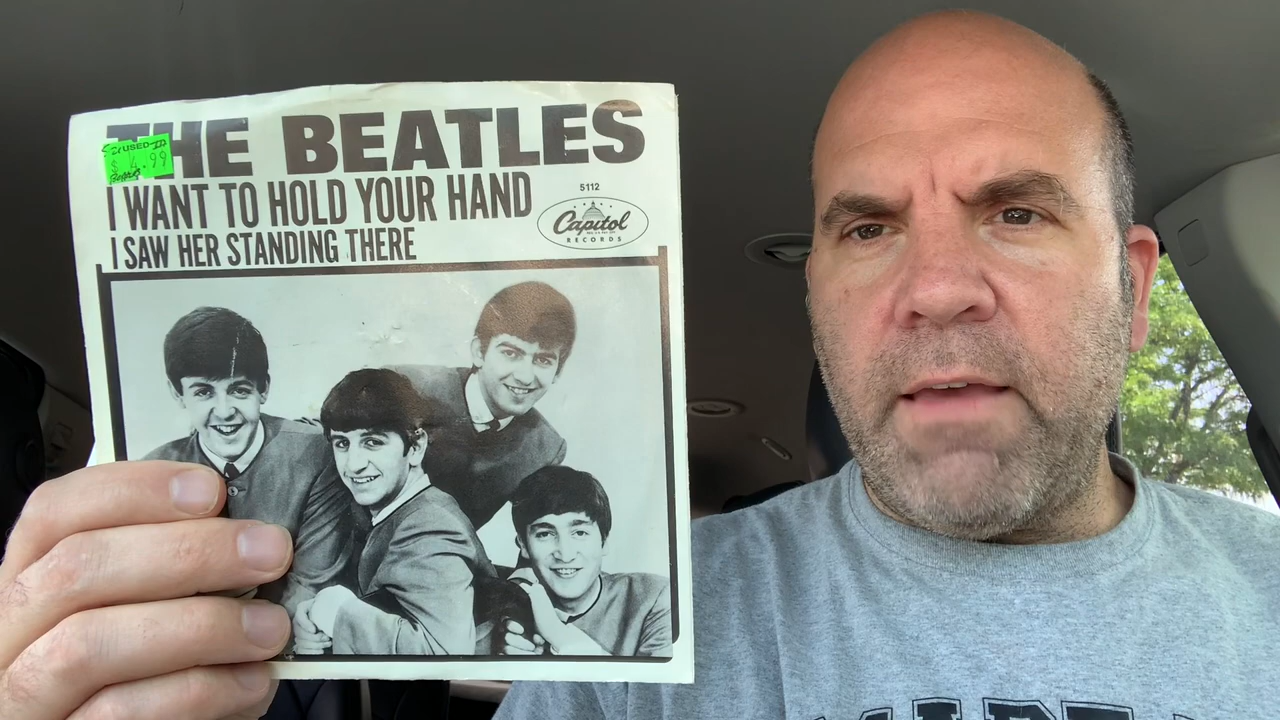 THE BEATLES
USED
$ 4.99
I WANT TO HOLD YOUR HAND
I SAW HER STANDING THERE
5112
Capitol
RECORDS